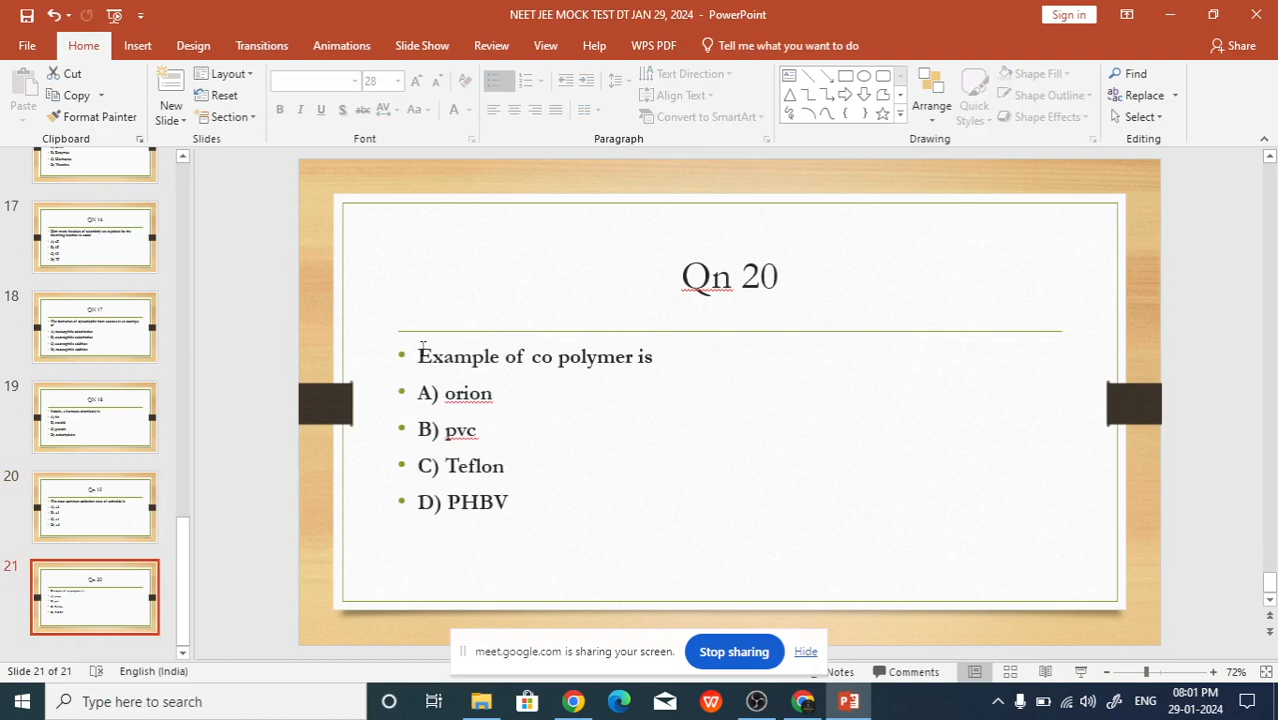 NEET JEE MOCK TEST DT JAN 29, 2024 - PowerPoint
Sign in
File Home Insert Design Transitions Animations Slide Show Review View Help WPS PDF Tell me what you want to do Share
Paste
Cut
Copy
Format Painter
Clipboard
New Slide
Layout
Reset
Section
Slides
28
Font
Paragraph
Text Direction
Align Text
Convert to SmartArt
Arrange
Quick Styles
Shape Fill
Shape Outline
Shape Effects
Drawing
Find
Replace
Select
Editing
17
18
19
20
21
Qn 20
Example of co polymer is
A) orion
B) pvc
C) Teflon
D) PHBV
meet.google.com is sharing your screen. Stop sharing Hide
Slide 21 of 21 English (India) Notes Comments 72%
Type here to search
ENG
08:01 PM
29-01-2024